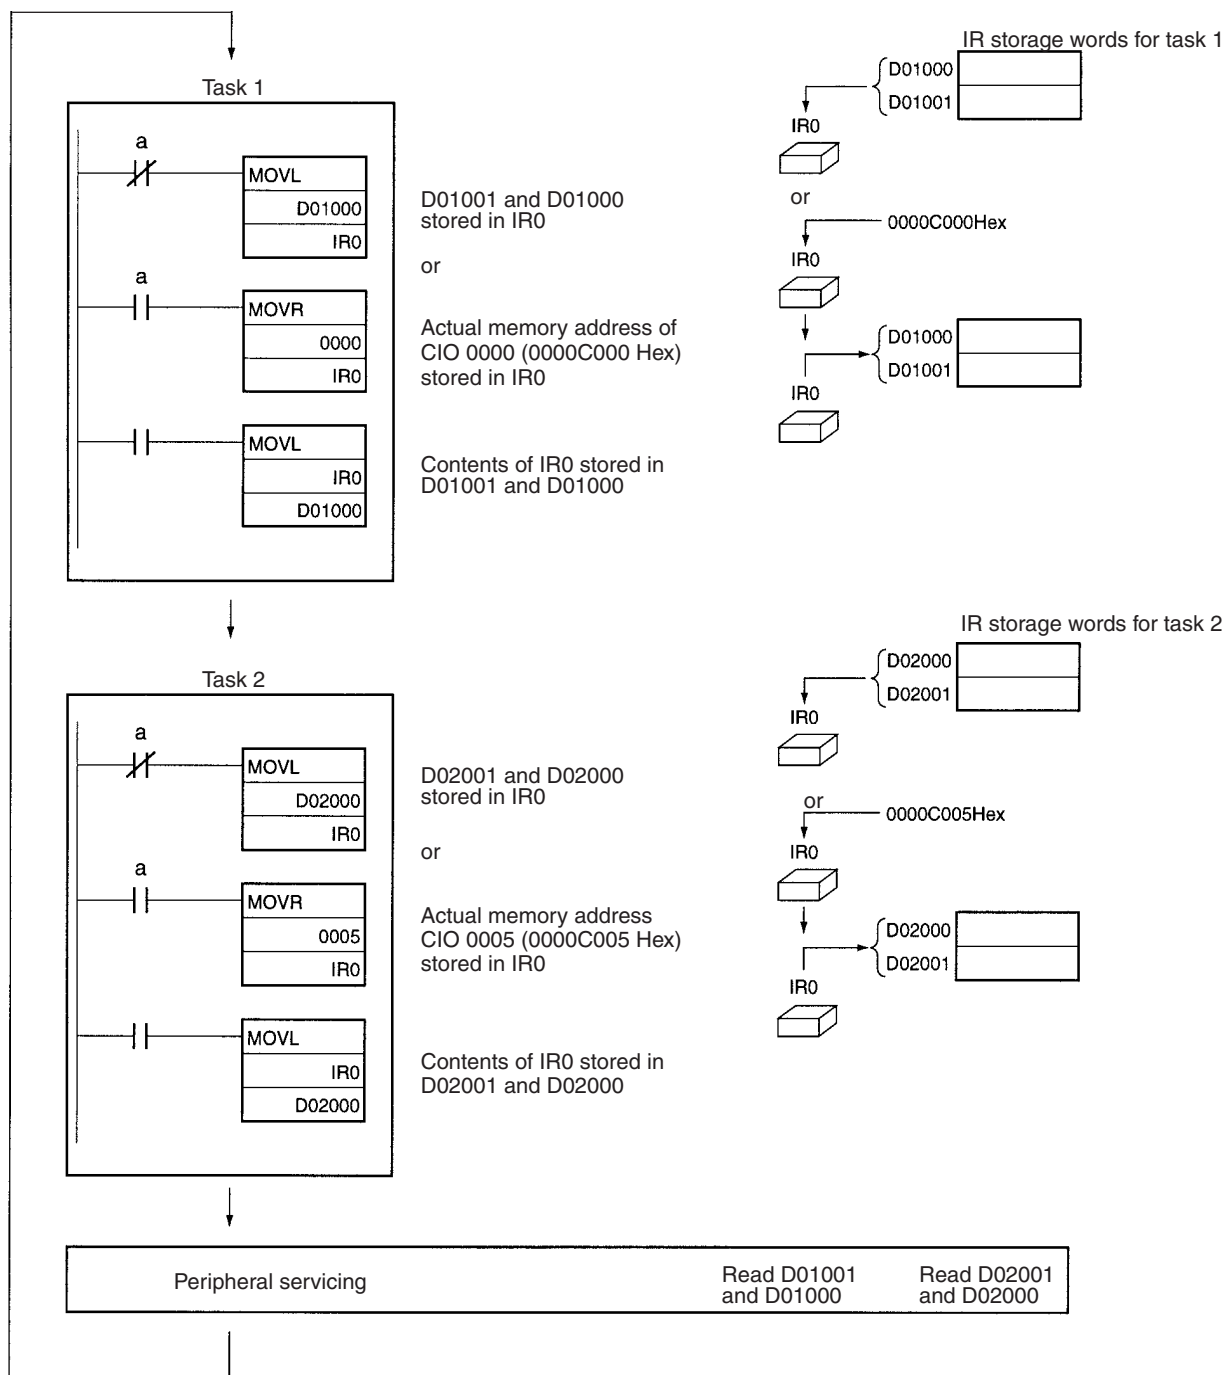 IR storage words for task 1
D01000
D01001
IR0
or
0000C000Hex
IR0
D01000
D01001
IR0
Task 1
a
MOVL
D01000
IR0
D01001 and D01000
stored in IR0
or
a
MOVR
0000
IR0
Actual memory address of
CIO 0000 (0000C000 Hex)
stored in IR0
MOVL
IR0
D01000
Contents of IR0 stored in
D01001 and D01000
IR storage words for task 2
D02000
D02001
IR0
or
0000C005Hex
IR0
D02000
D02001
IR0
Task 2
a
MOVL
D02000
IR0
D02001 and D02000
stored in IR0
or
a
MOVR
0005
IR0
Actual memory address
CIO 0005 (0000C005 Hex)
stored in IR0
MOVL
IR0
D02000
Contents of IR0 stored in
D02001 and D02000
Peripheral servicing
Read D01001
and D01000
Read D02001
and D02000